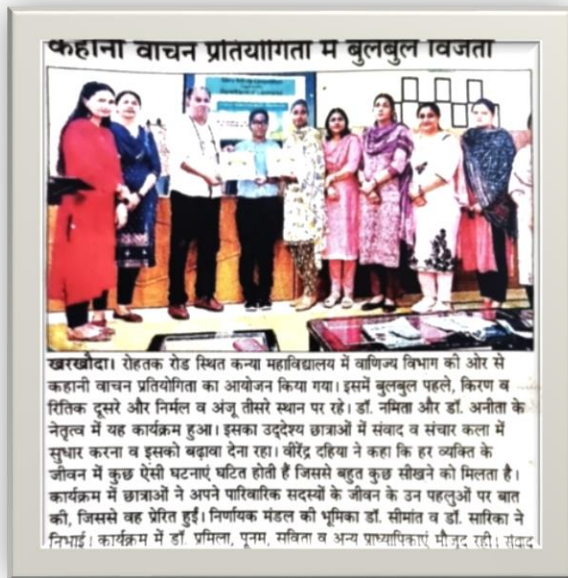 कहानी वाचन प्रतियोगिता में बुलबुल विजेता
खरखौदा। रोहतक रोड स्थित कन्या महाविद्यालय में वाणिज्य विभाग की ओर से
कहानी वाचन प्रतियोगिता का आयोजन किया गया। इसमें बुलबुल पहले, किरण व
रितिक दूसरे और निर्मल व अंजू तीसरे स्थान पर रहे। डॉ. नमिता और डॉ. अनीता के
नेतृत्व में यह कार्यक्रम हुआ। इसका उद्देश्य छात्राओं में संवाद व संचार कला में
सुधार करना व इसको बढ़ावा देना रहा। वीरेंद्र दहिया ने कहा कि हर व्यक्ति के
जीवन में कुछ ऐसी घटनाएं घटित होती हैं जिससे बहुत कुछ सीखने को मिलता है।
कार्यक्रम में छात्राओं ने अपने पारिवारिक सदस्यों के जीवन के उन पहलुओं पर बात
की, जिससे वह प्रेरित हुईं। निर्णायक मंडल की भूमिका डॉ. सीमांत व डॉ. सारिका ने
निभाई। कार्यक्रम में डॉ. प्रमिला, पूनम, सविता व अन्य प्राध्यापिकाएं मौजूद रही। संवाद